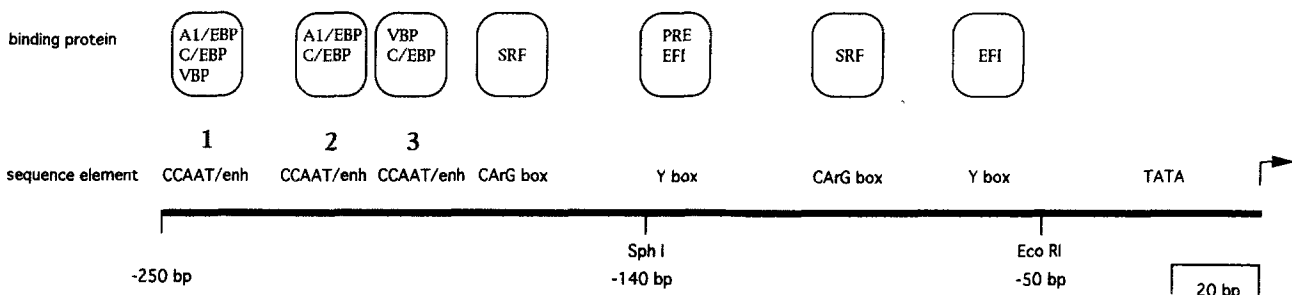 binding protein
A1/EBP
C/EBP
VBP
A1/EBP
C/EBP
VBP
C/EBP
SRF
PRE
EFI
SRF
EFI
1 2 3
sequence element CCAAT/enh CCAAT/enh CCAAT/enh CArG box Y box CArG box Y box TATA
Sph I Eco RI
-250 bp -140 bp -50 bp 20 bp